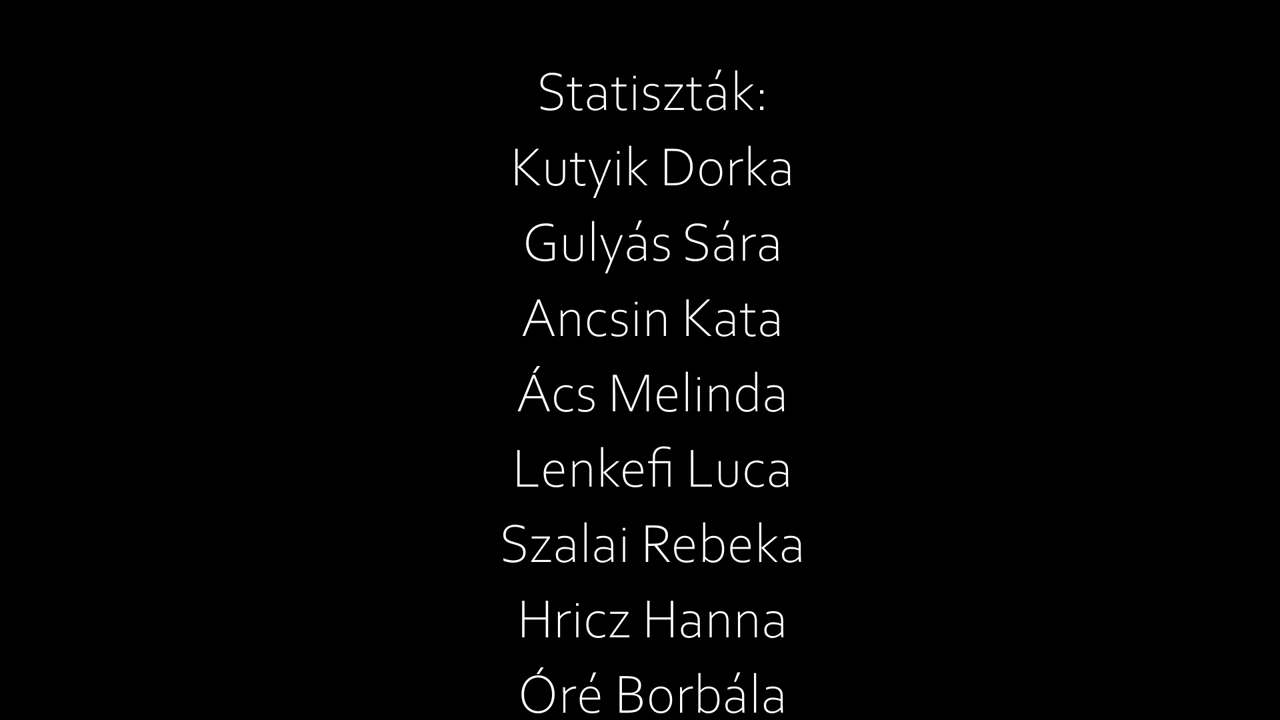 Statiszták:
Kutyik Dorka
Gulyás Sára
Ancsin Kata
Ács Melinda
Lenkefi Luca
Szalai Rebeka
Hricz Hanna
Óré Borbála